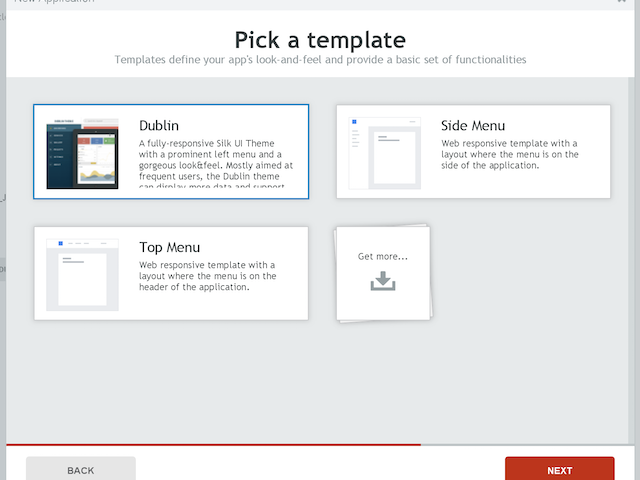 New Application
Pick a template
Templates define your app's look-and-feel and provide a basic set of functionalities
Dublin
A fully-responsive Silk UI Theme
with a prominent left menu and a
gorgeous look&feel. Mostly aimed at
frequent users, the Dublin theme
can display more data and support
Side Menu
Web responsive template with a
layout where the menu is on the
side of the application.
Top Menu
Web responsive template with a
layout where the menu is on the
header of the application.
Get more...
BACK
NEXT